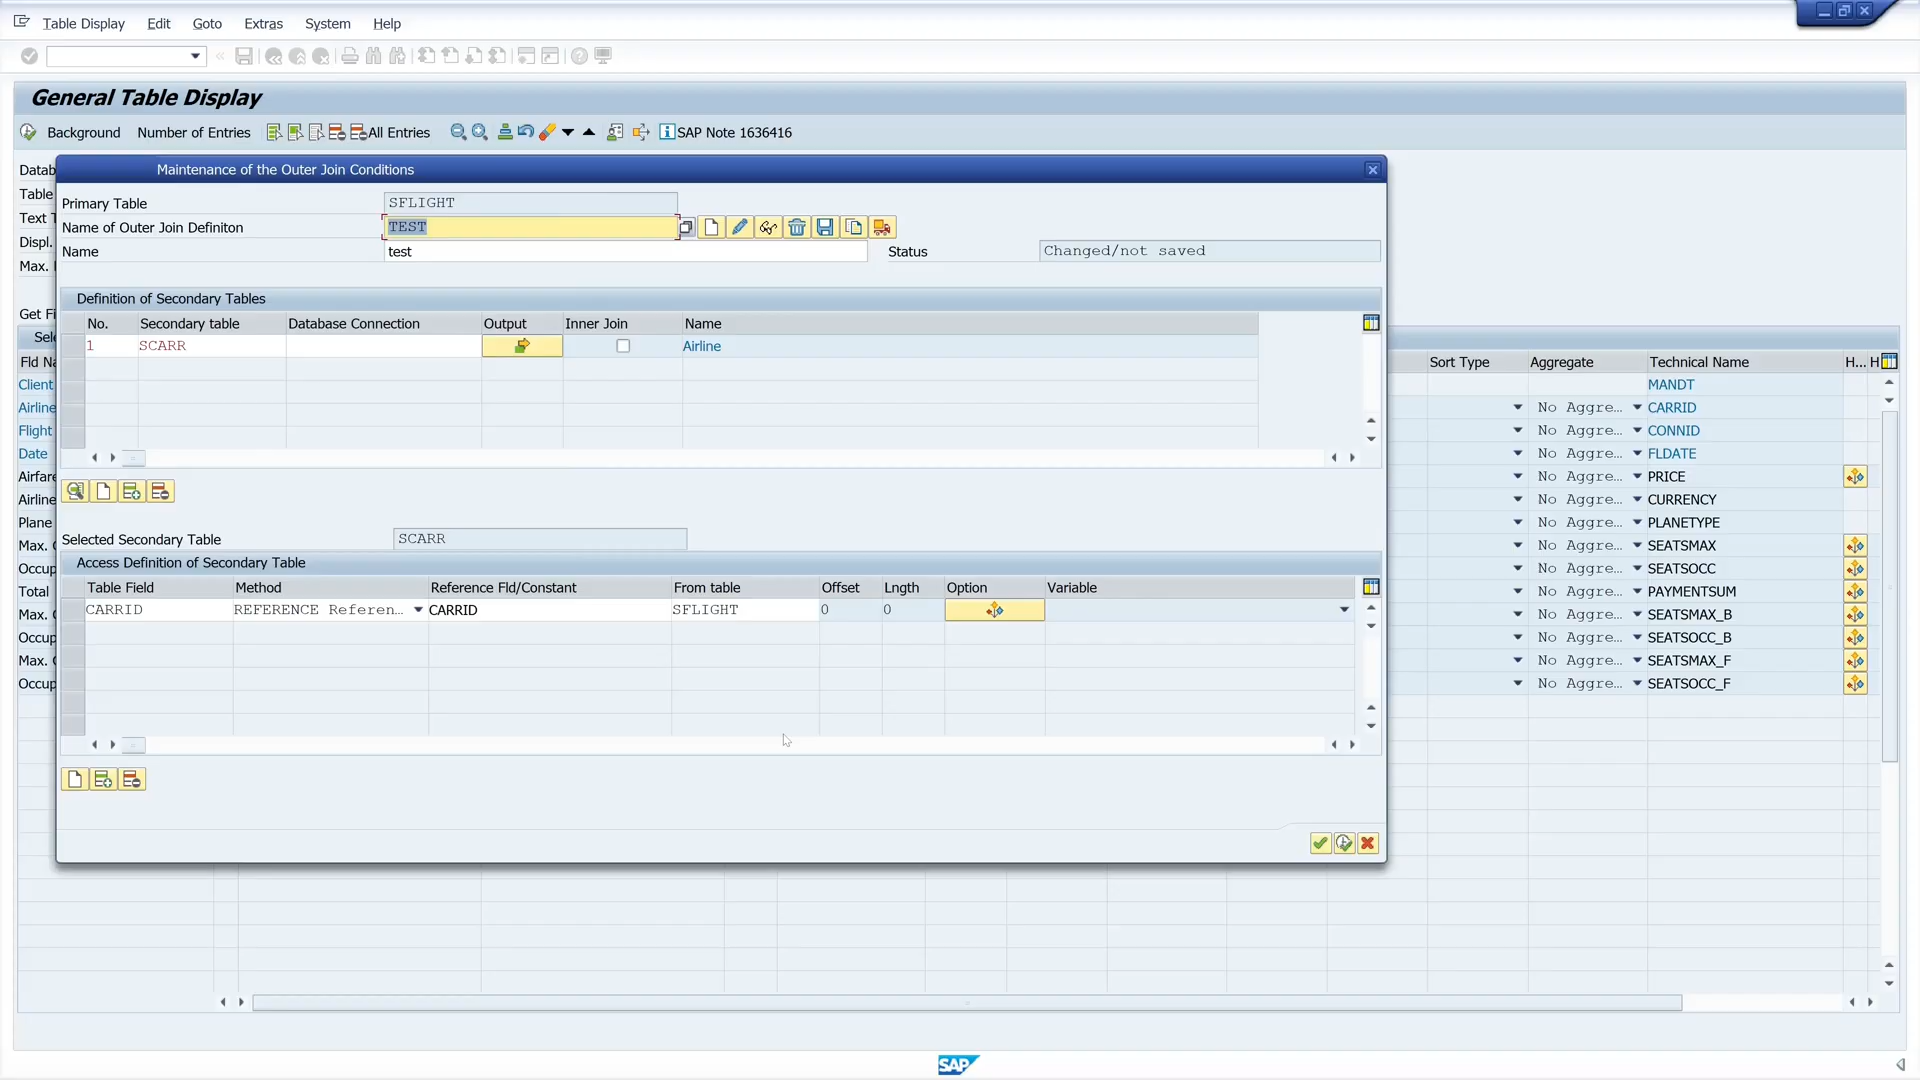 Table Display Edit Goto Extras System Help
General Table Display
Background Number of Entries All Entries SAP Note 1636416
Datab
Maintenance of the Outer Join Conditions
Table
Primary Table SFLIGHT
Text T
Name of Outer Join Definiton TEST
Displ.
Name test Status Changed/not saved
Max.
Definition of Secondary Tables
Get Fi
No. Secondary table Database Connection Output Inner Join Name
Sele
1 SCARR Airline
Fld Na Sort Type Aggregate Technical Name H... H
Client MANDT
Airline No Aggre... CARRID
Flight No Aggre... CONNID
Date No Aggre... FLDATE
Airfare No Aggre... PRICE
Airline No Aggre... CURRENCY
Plane No Aggre... PLANETYPE
Selected Secondary Table SCARR
Max. No Aggre... SEATSMAX
Access Definition of Secondary Table
Occup No Aggre... SEATSOCC
Table Field Method Reference Fld/Constant From table Offset Lngth Option Variable
Total No Aggre... PAYMENTSUM
CARRID REFERENCE Referen... CARRID SFLIGHT 0 0
Max. No Aggre... SEATSMAX_B
Occup No Aggre... SEATSOCC_B
Max. No Aggre... SEATSMAX_F
Occup No Aggre... SEATSOCC_F
SAP